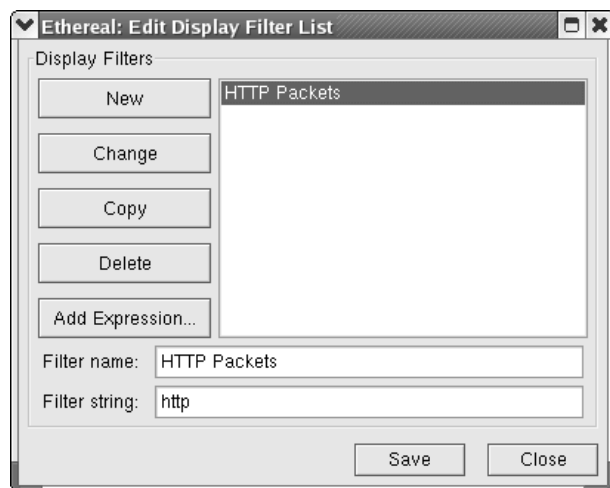 Ethereal: Edit Display Filter List
Display Filters
New
HTTP Packets
Change
Copy
Delete
Add Expression...
Filter name: HTTP Packets
Filter string: http
Save Close